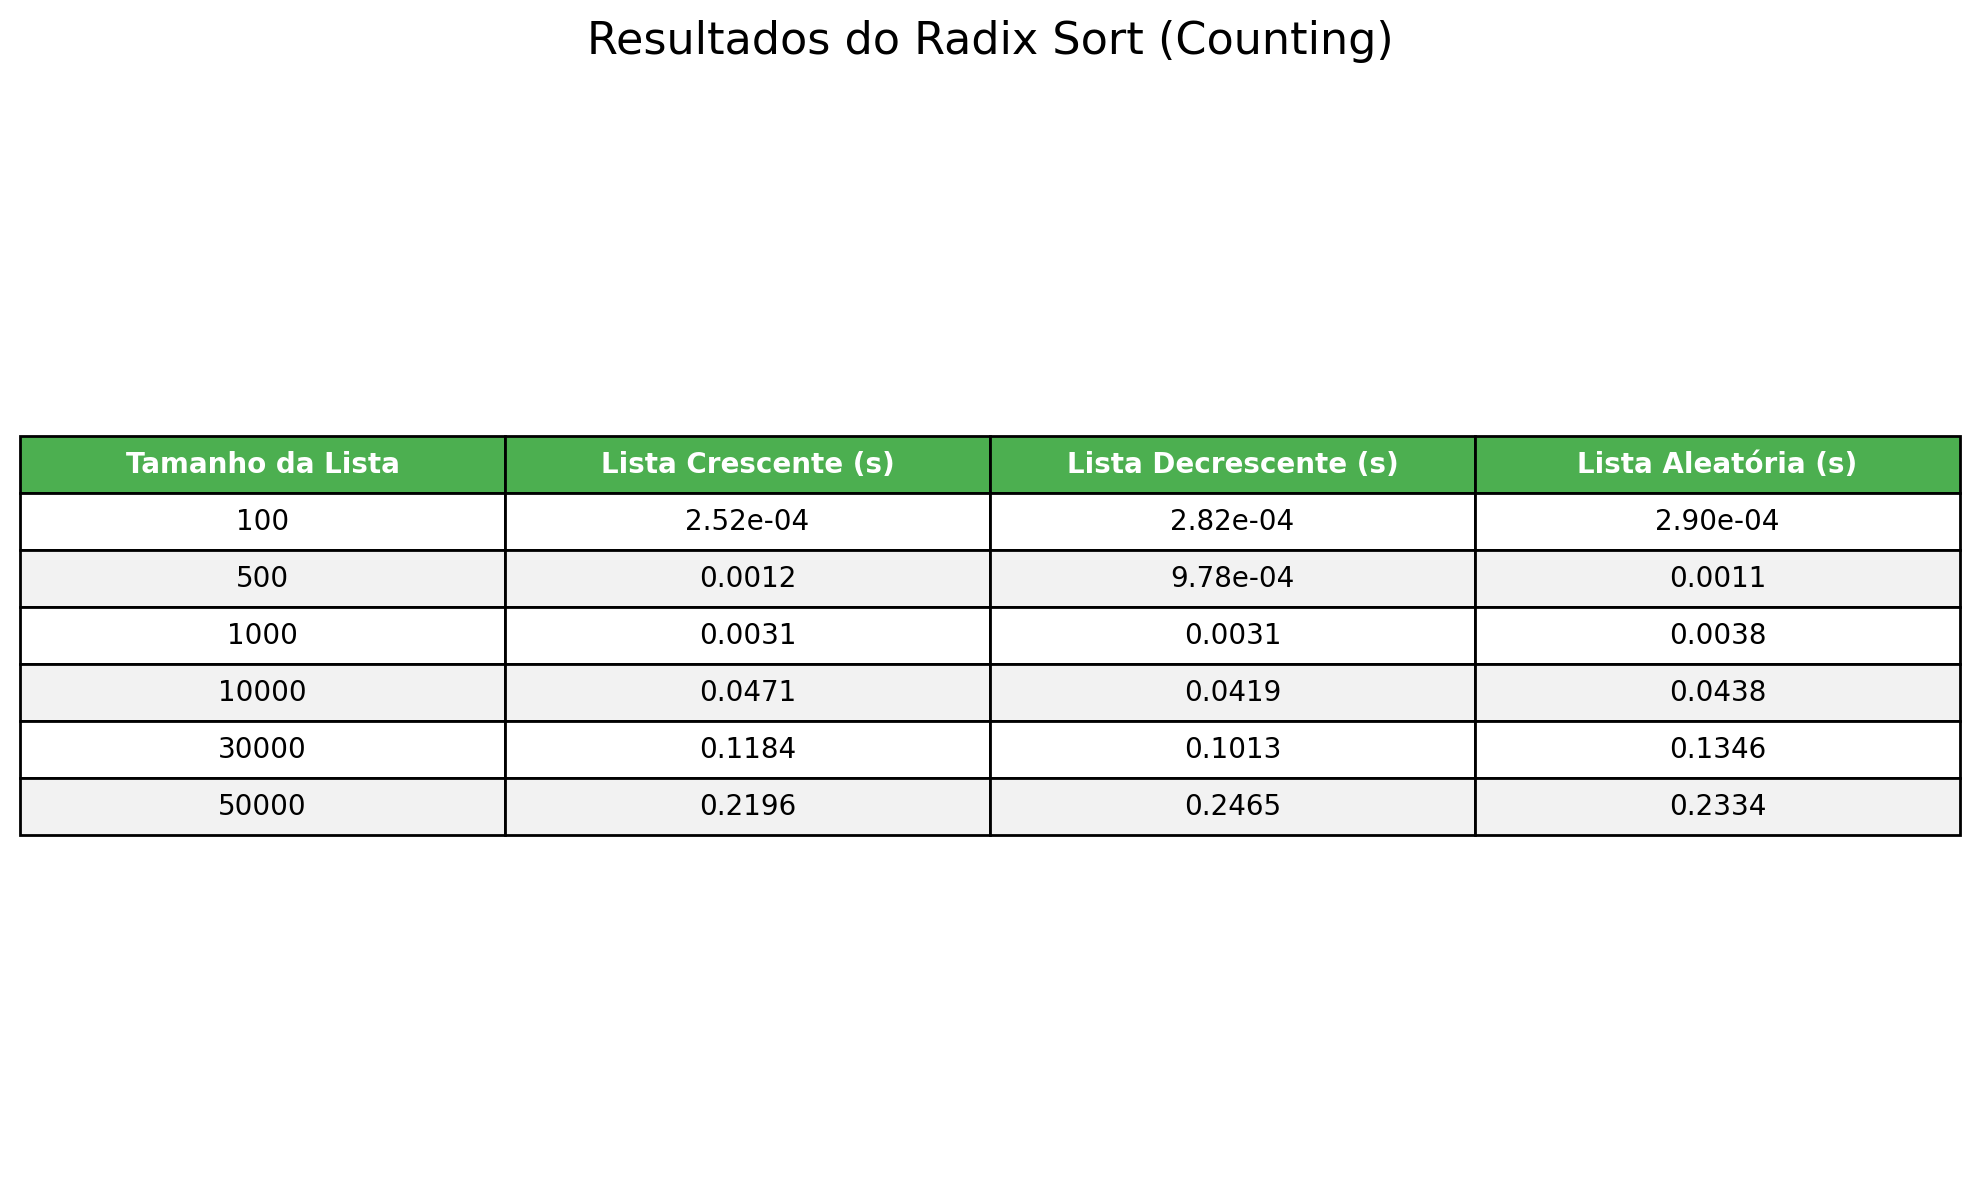 Resultados do Radix Sort (Counting)
Tamanho da Lista Lista Crescente (s) Lista Decrescente (s) Lista Aleatória (s)
100 2.52e-04 2.82e-04 2.90e-04
500 0.0012 9.78e-04 0.0011
1000 0.0031 0.0031 0.0038
10000 0.0471 0.0419 0.0438
30000 0.1184 0.1013 0.1346
50000 0.2196 0.2465 0.2334